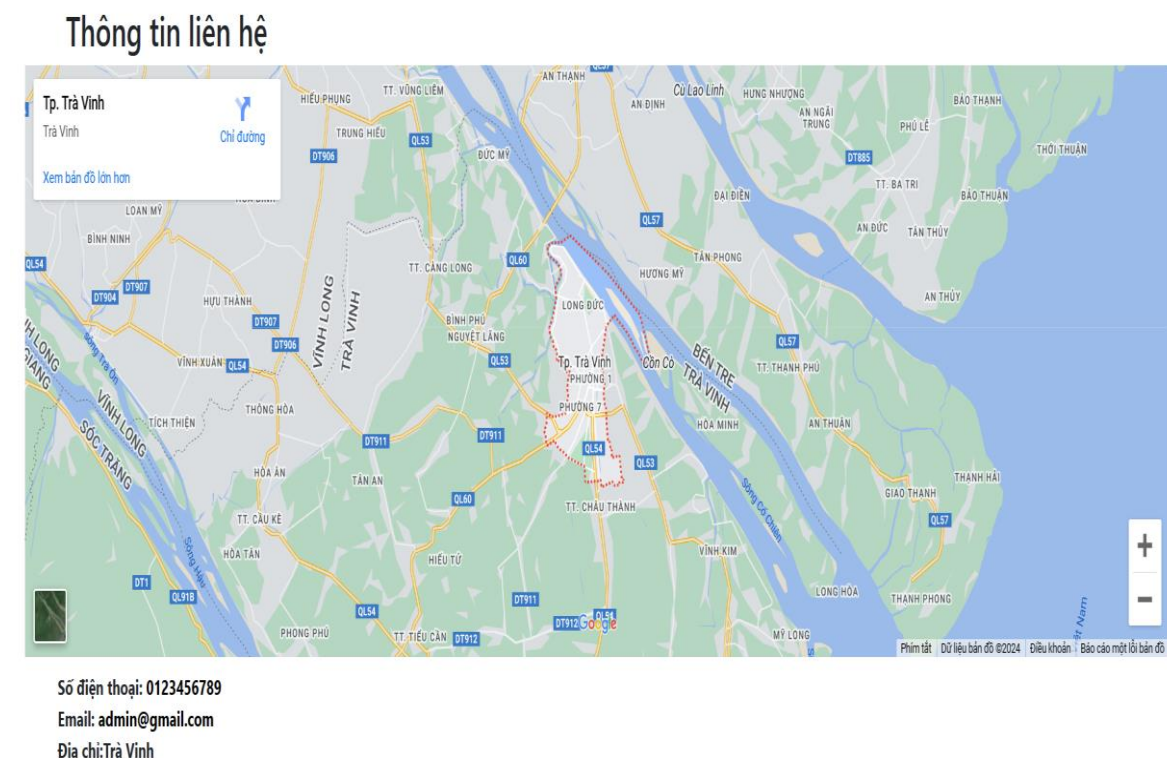 Thông tin liên hệ
Tp. Trà Vinh
Trà Vinh
Chỉ đường
Xem bản đồ lớn hơn
AN THẠNH
TT. VŨNG LIÊM
HIẾU PHỤNG
Cù Lao Linh
HƯNG NHƯỢNG
AN ĐỊNH
AN NGÃI
TRUNG
BẢO THẠNH
PHÚ LỄ
TRUNG HIẾU
QL53
THỚI THUẬN
DT906
ĐỨC MỸ
DT885
TT. BA TRI
ĐẠI ĐIỀN
BẢO THUẬN
LOAN MỸ
QL57
AN ĐỨC
TÂN THỦY
BÌNH NINH
TÂN PHONG
QL54
TT. CÀNG LONG
QL60
HƯƠNG MỸ
DT907
DT904
HỰU THÀNH
VĨNH LONG
TRÀ VINH
LONG ĐỨC
AN THỦY
DT907
BÌNH PHÚ
NGUYỆT LÃNG
Sông Trà Ôn
DT906
QL57
BẾN TRE
TRÀ VINH
VĨNH XUÂN
QL54
QL53
Tp. Trà Vinh
Cồn Cò
TT. THẠNH PHÚ
PHƯỜNG 1
VĨNH LONG
SÓC TRĂNG
THÔNG HÒA
PHƯỜNG 7
TÍCH THIỆN
HÒA MINH
AN THUẬN
DT911
DT911
QL54
QL53
HÒA ÂN
TÂN AN
THẠNH HẢI
GIAO THẠNH
Sông Cổ Chiên
QL60
TT. CHÂU THÀNH
TT. CẦU KÈ
QL57
HÒA TÂN
Sông Hậu
HIẾU TỬ
VĨNH KIM
DT1
QL91B
LONG HÒA
THẠNH PHONG
DT911
QL54
DT912
Google
QL54
PHONG PHÚ
TT. TIỂU CẦN
DT912
MỸ LONG
Phím tắt
Dữ liệu bản đồ ©2024
Điều khoản
Báo cáo một lỗi bản đồ
Số điện thoại: 0123456789
Email: admin@gmail.com
Địa chỉ:Trà Vinh